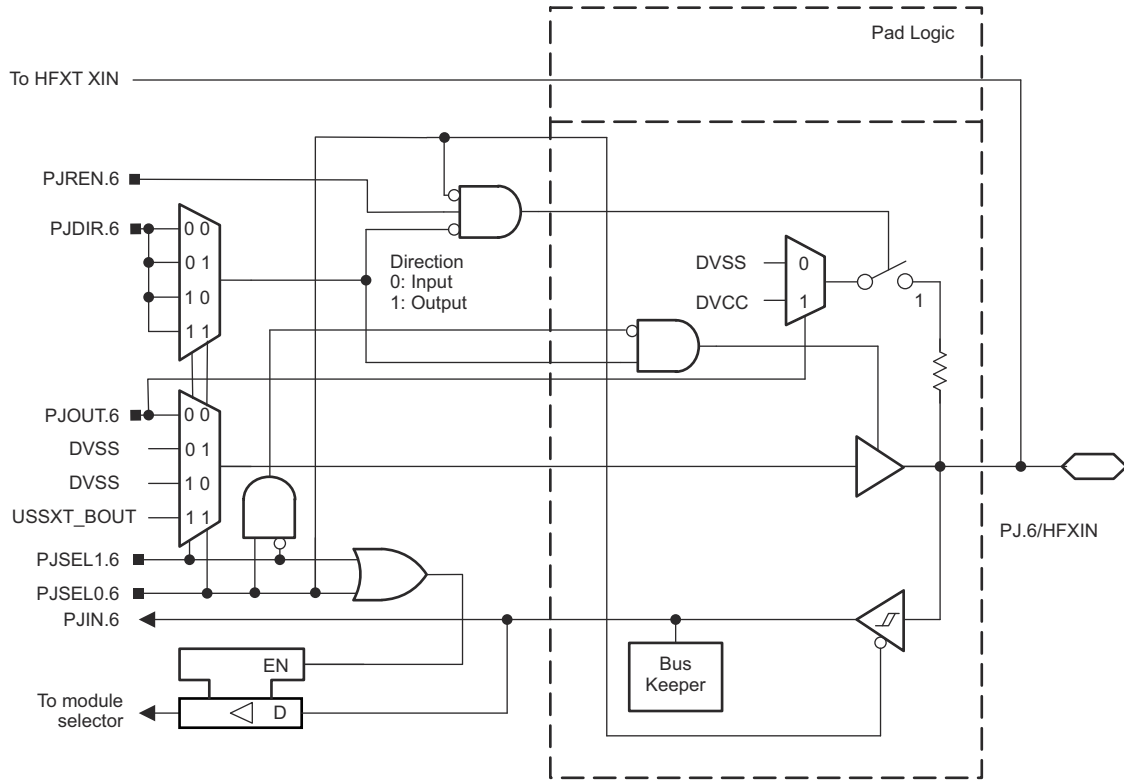 Pad Logic
To HFXT XIN
PJREN.6
PJDIR.6
0 0
0 1
1 0
1 1
Direction
0: Input
1: Output
DVSS
0
DVCC
1
1
PJOUT.6
0 0
DVSS
0 1
DVSS
1 0
USSXT_BOUT
1 1
PJ.6/HFXIN
PJSEL1.6
PJSEL0.6
PJIN.6
Bus
Keeper
EN
To module
selector
D